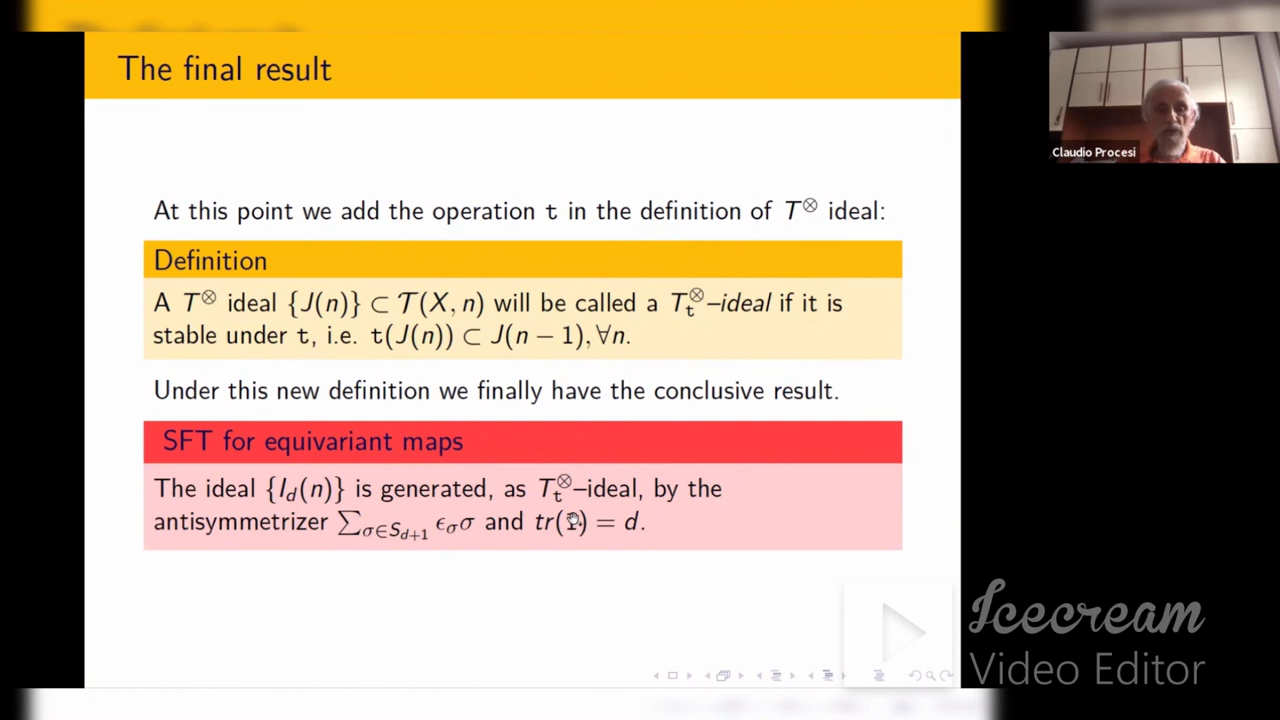 The final result
Claudio Procesi
At this point we add the operation t in the definition of T^⊗ ideal:
Definition
A T^⊗ ideal {J(n)} ⊂ 𝒯(X, n) will be called a T_t^⊗–ideal if it is
stable under t, i.e. t(J(n)) ⊂ J(n − 1), ∀n.
Under this new definition we finally have the conclusive result.
SFT for equivariant maps
The ideal {I_d(n)} is generated, as T_t^⊗–ideal, by the
antisymmetrizer ∑_{σ∈S_{d+1}} ϵ_σσ and tr(1) = d.
Icecream
Video Editor